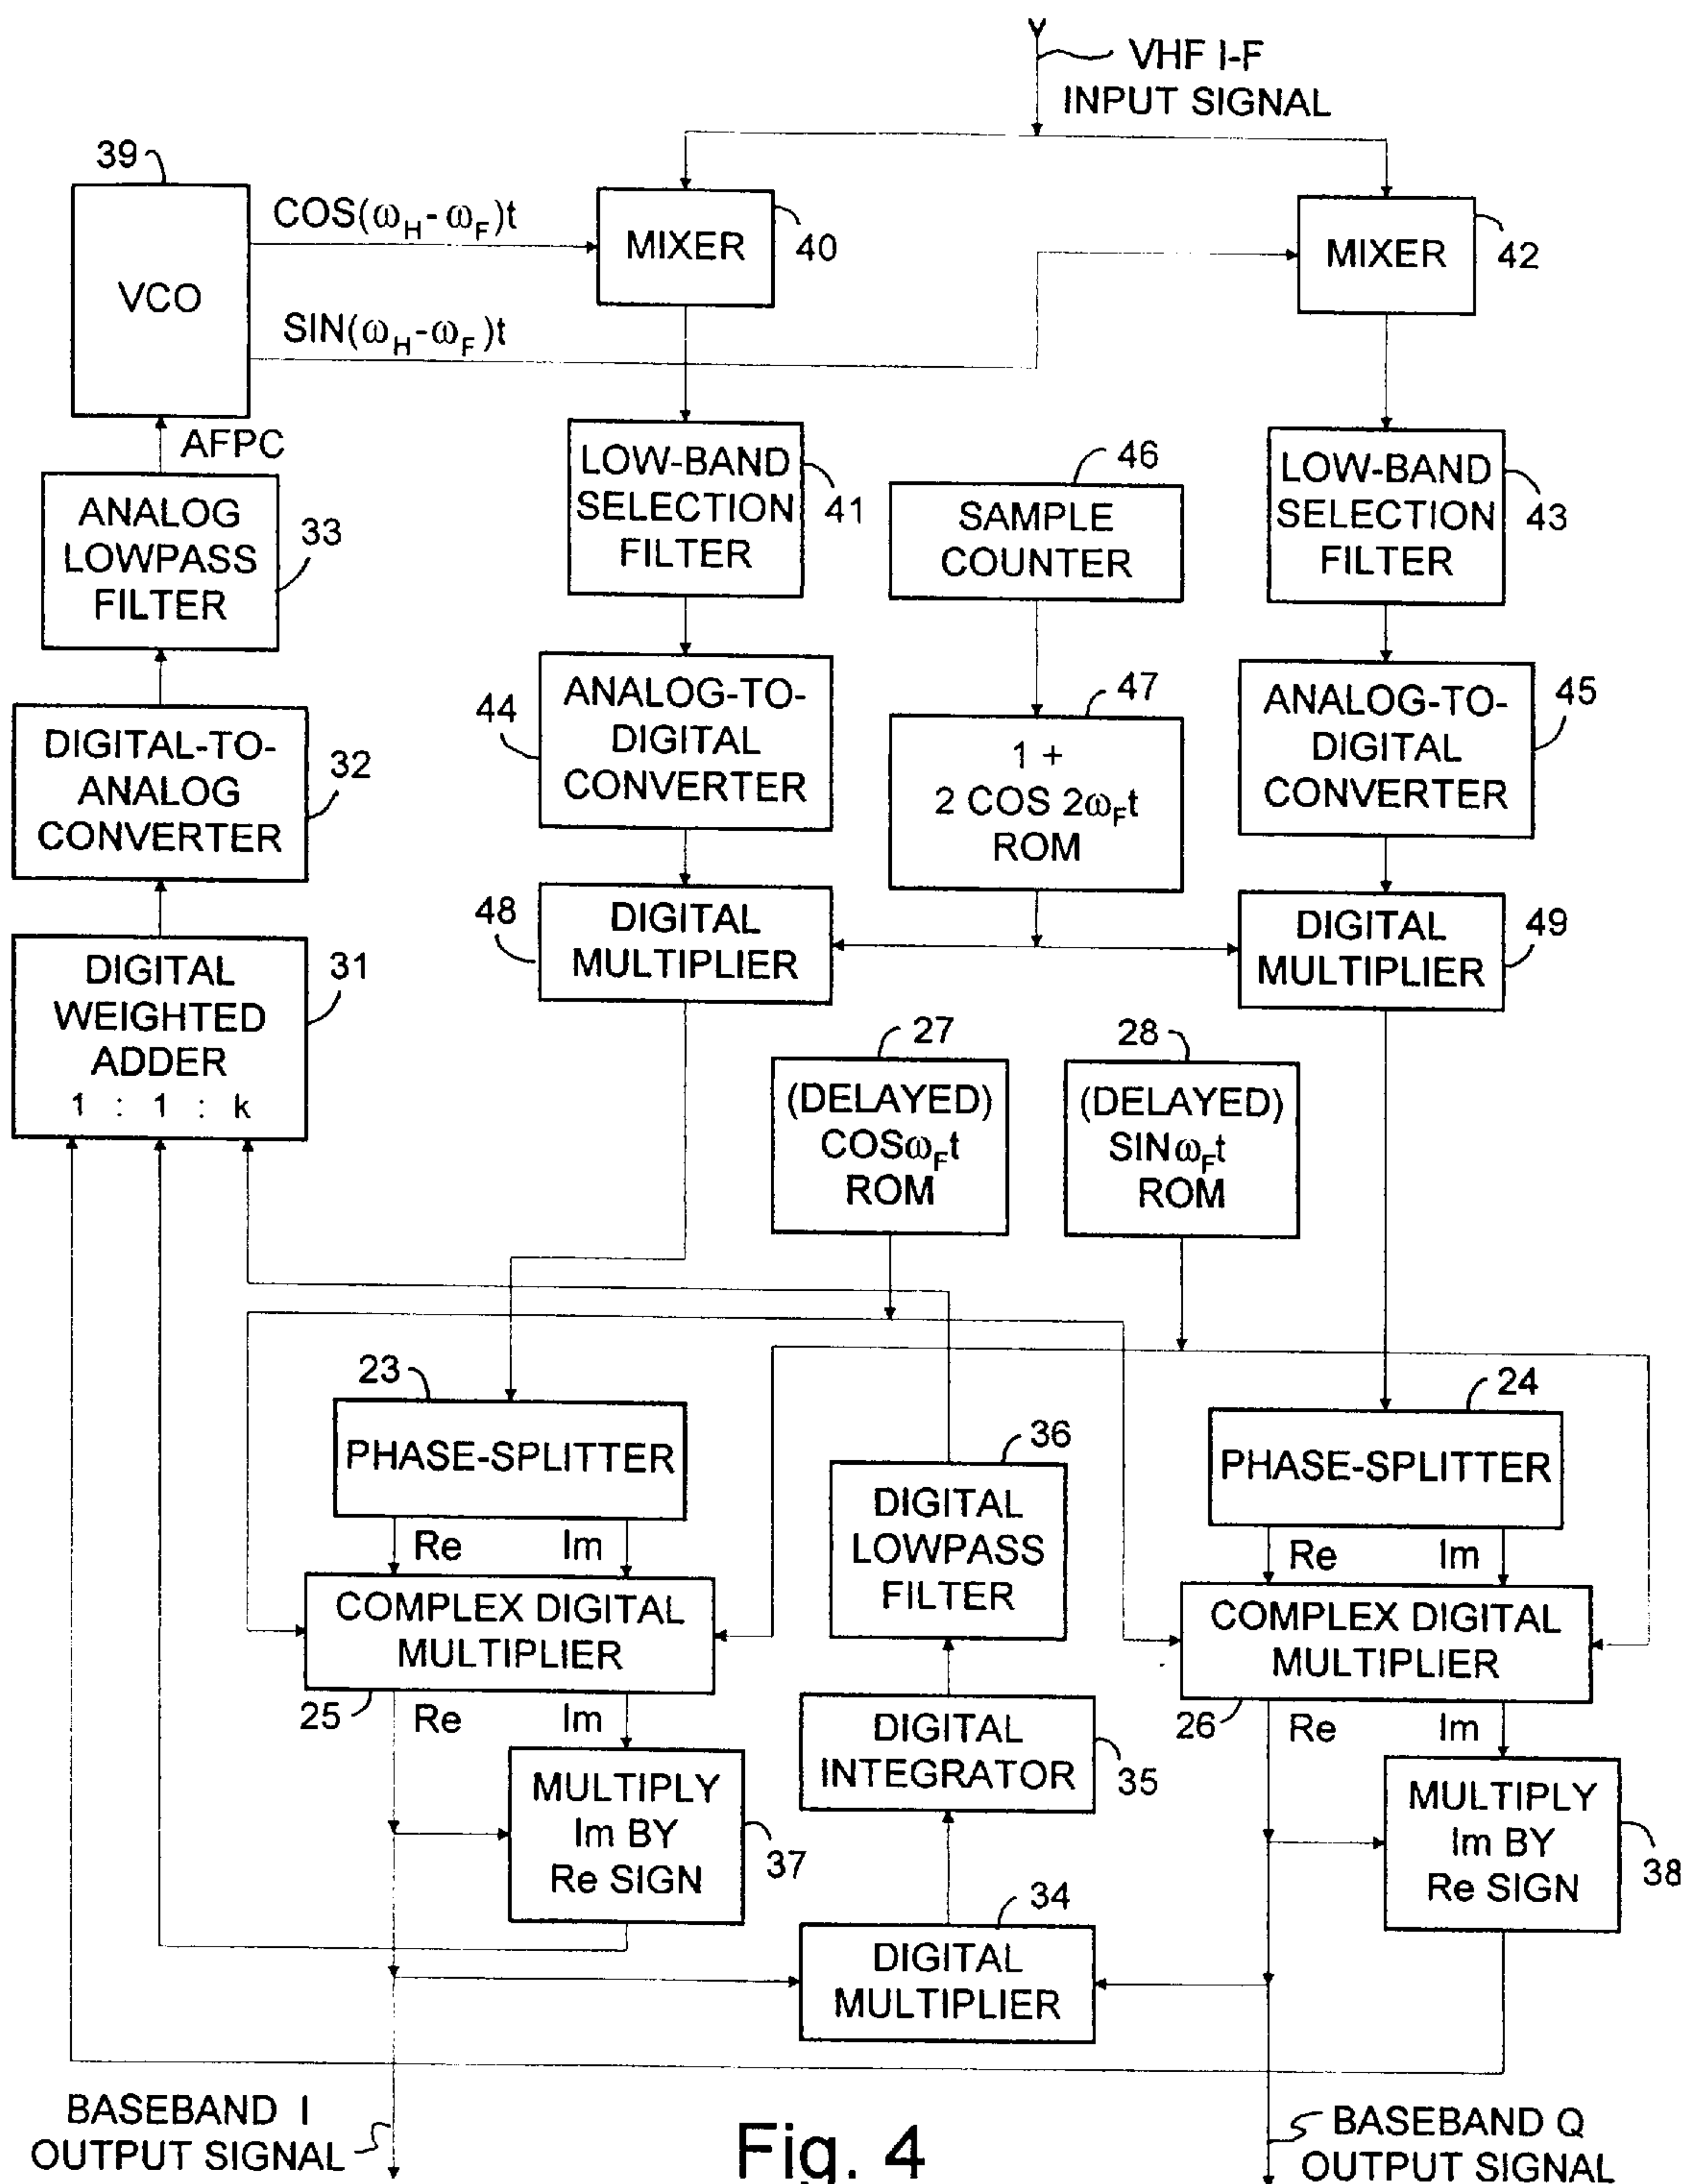 VHF I-F
INPUT SIGNAL
39
VCO
COS(ωH-ωF)t
SIN(ωH-ωF)t
MIXER
40
MIXER
42
AFPC
ANALOG
LOWPASS
FILTER
33
LOW-BAND
SELECTION
FILTER
41
46
SAMPLE
COUNTER
LOW-BAND
SELECTION
FILTER
43
DIGITAL-TO-
ANALOG
CONVERTER
32
44
ANALOG-TO-
DIGITAL
CONVERTER
47
1 +
2 COS 2ωFt
ROM
ANALOG-TO-
DIGITAL
CONVERTER
45
DIGITAL
WEIGHTED
ADDER
1 : 1 : k
31
48
DIGITAL
MULTIPLIER
DIGITAL
MULTIPLIER
49
27
(DELAYED)
COSωFt
ROM
28
(DELAYED)
SINωFt
ROM
23
PHASE-SPLITTER
Re Im
24
PHASE-SPLITTER
Re Im
36
DIGITAL
LOWPASS
FILTER
COMPLEX DIGITAL
MULTIPLIER
25
Re Im
COMPLEX DIGITAL
MULTIPLIER
26
Re Im
DIGITAL
INTEGRATOR
35
MULTIPLY
Im BY
Re SIGN
37
MULTIPLY
Im BY
Re SIGN
38
34
DIGITAL
MULTIPLIER
BASEBAND I
OUTPUT SIGNAL
Fig. 4
BASEBAND Q
OUTPUT SIGNAL